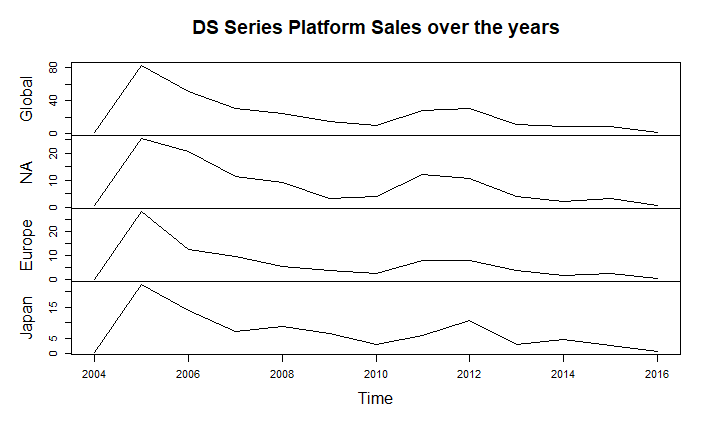 DS Series Platform Sales over the years
Global
0 40 80
NA
0 10 20
Europe
0 10 20
Japan
0 5 15
2004 2006 2008 2010 2012 2014 2016
Time